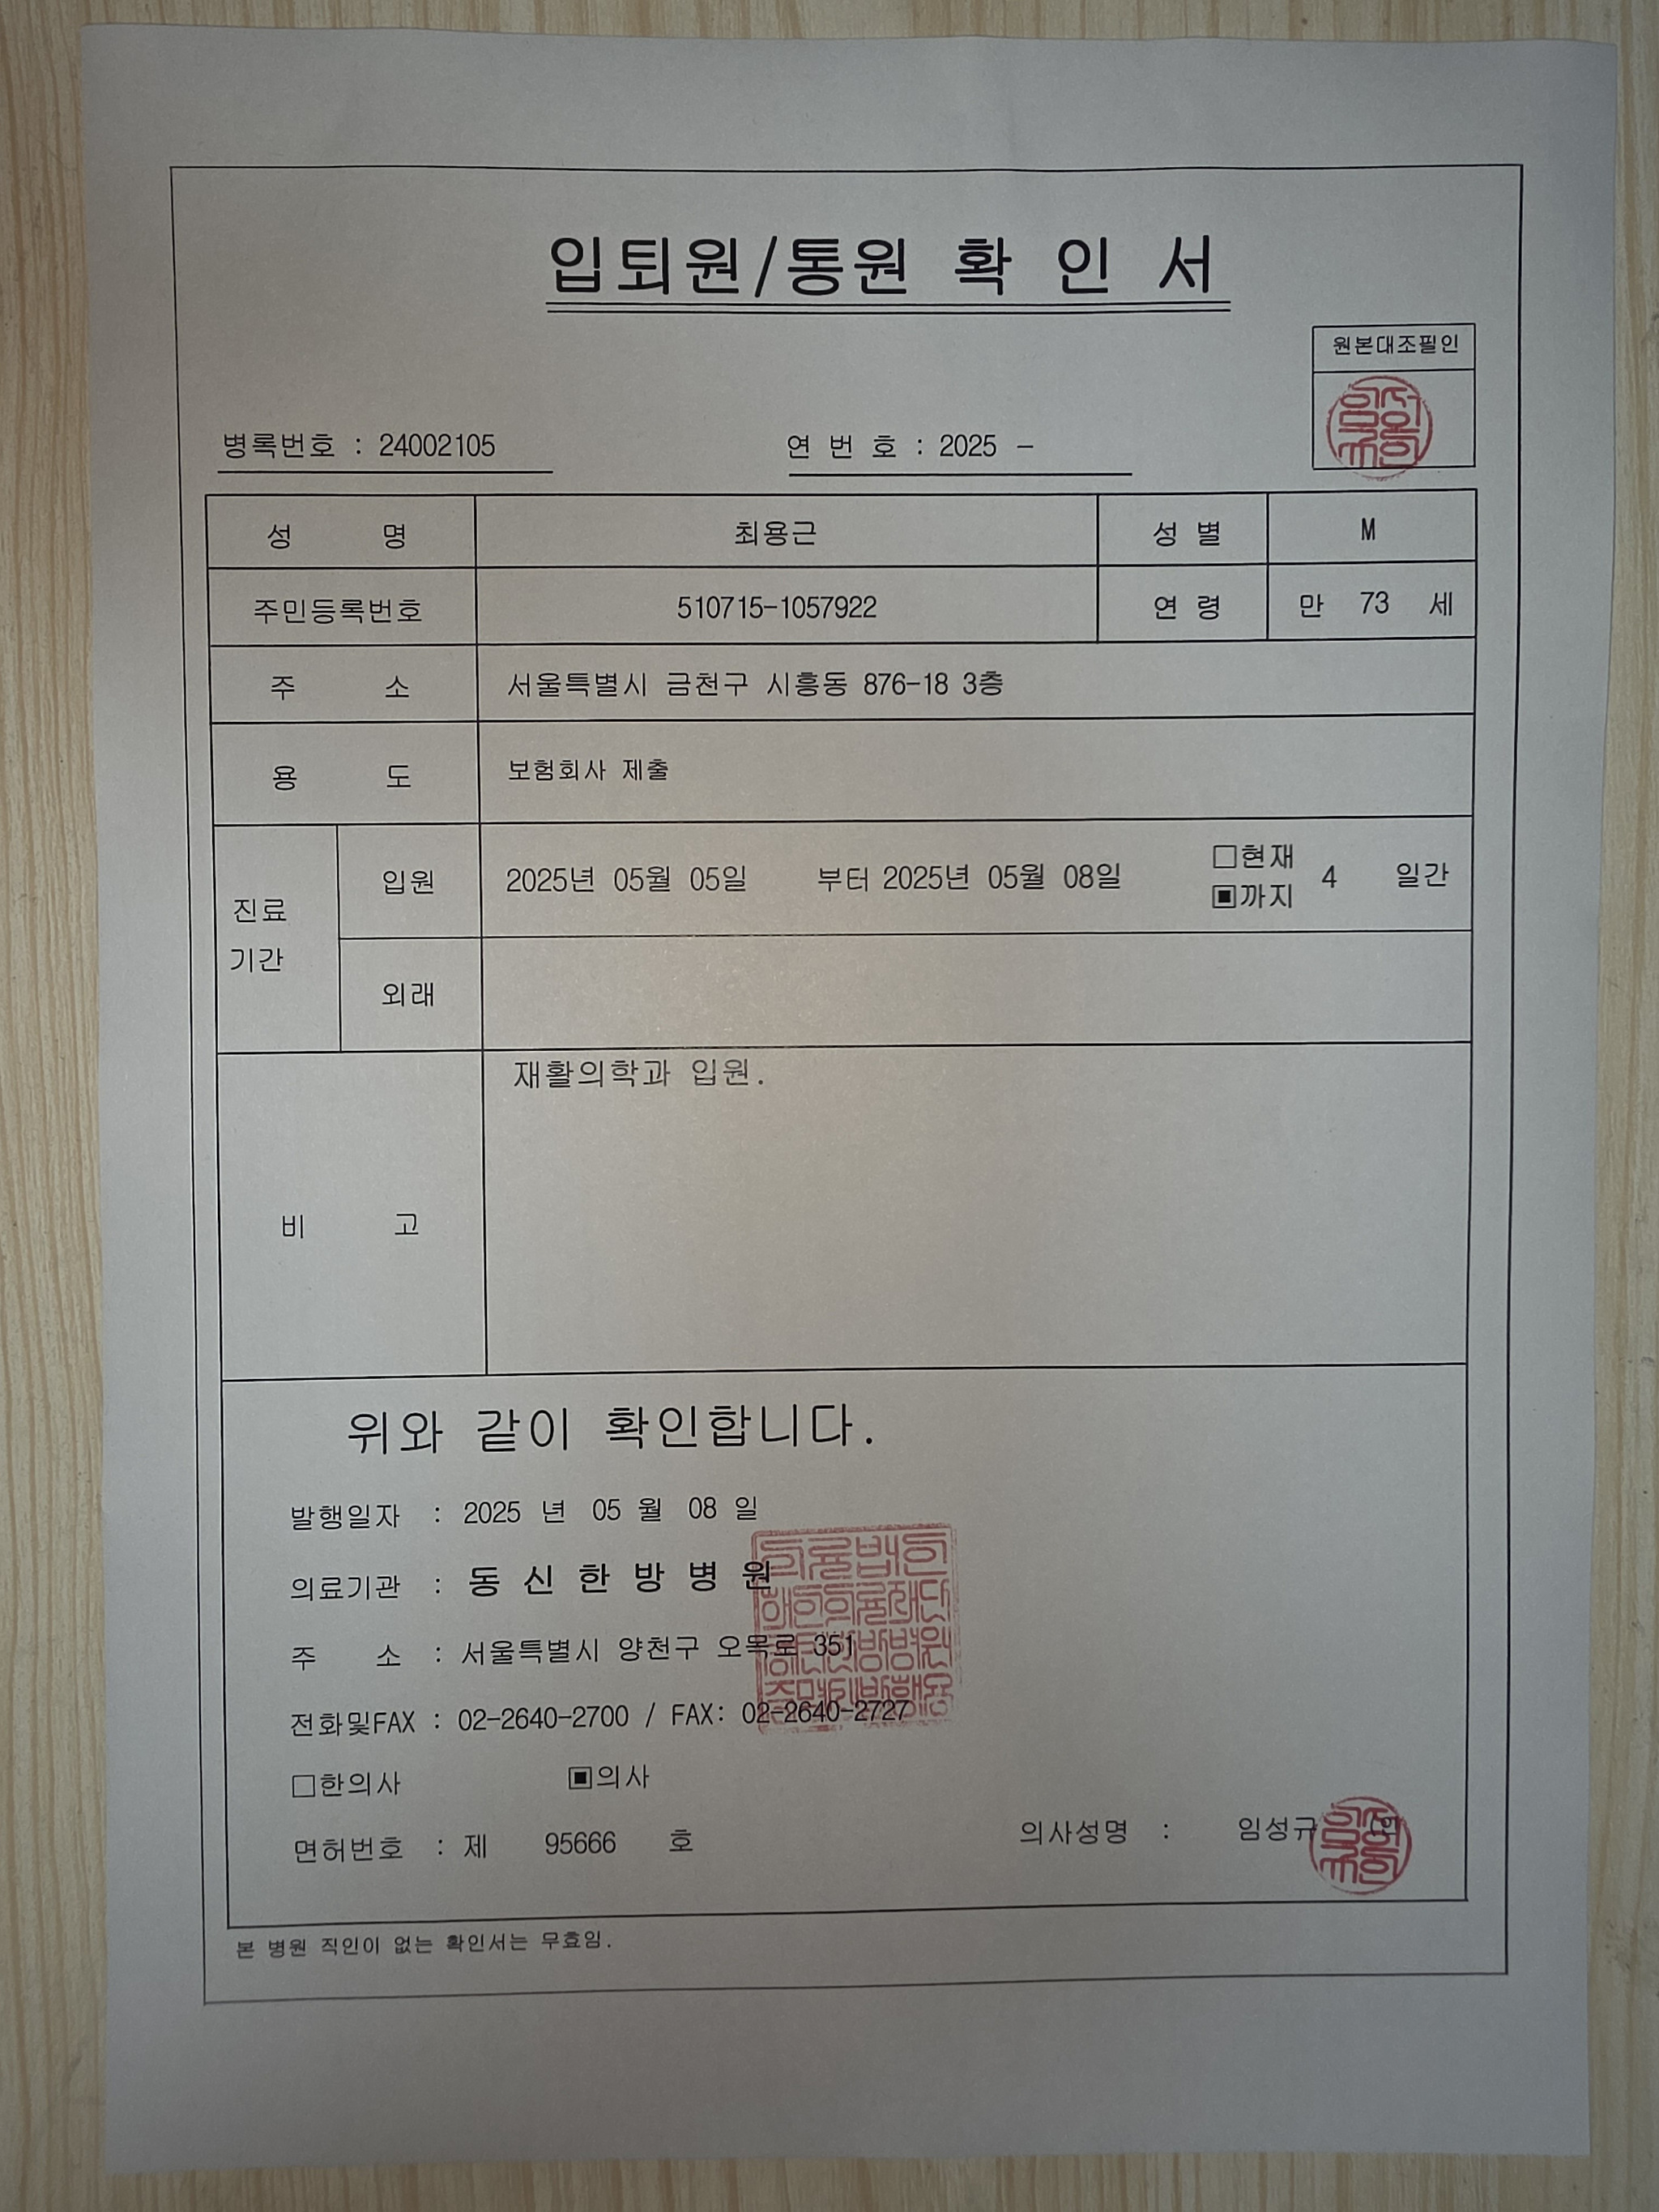 입퇴원/통원 확 인 서
원본대조필인
병록번호 : 24002105
연 번 호 : 2025 -
성 명 최용근 성 별 M
주민등록번호 510715-1057922 연 령 만 73 세
주 소 서울특별시 금천구 시흥동 876-18 3층
용 도 보험회사 제출
진료 기간
입원 2025년 05월 05일 부터 2025년 05월 08일 □현재 ▣까지 4 일간
외래
비 고 재활의학과 입원.
위와 같이 확인합니다.
발행일자 : 2025 년 05 월 08 일
의료기관 : 동 신 한 방 병 원
주 소 : 서울특별시 양천구 오목로 351
전화및FAX : 02-2640-2700 / FAX: 02-2640-2727
□한의사 ▣의사
면허번호 : 제 95666 호
의사성명 : 임성규
본 병원 직인이 없는 확인서는 무효임.